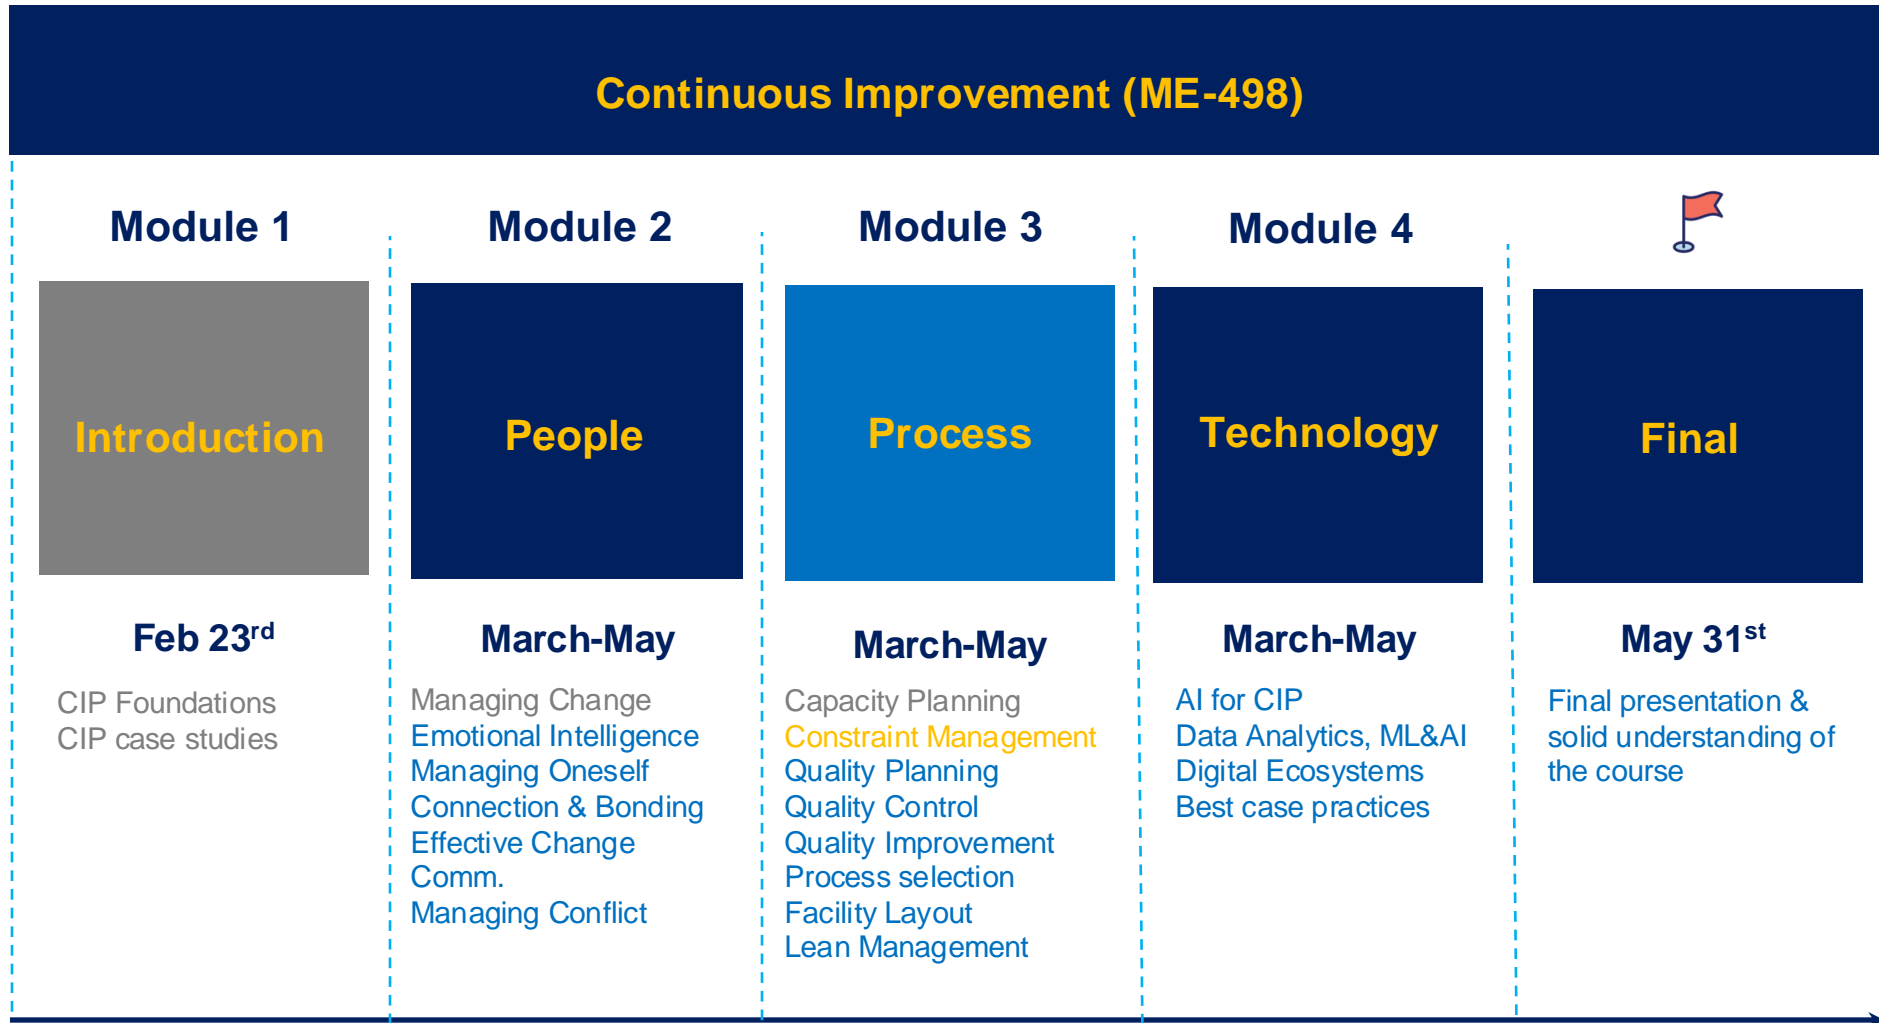 Continuous Improvement (ME-498)
Module 1
Module 2
Module 3
Module 4
Introduction
People
Process
Technology
Final
Feb 23rd
March-May
March-May
March-May
May 31st
CIP Foundations
CIP case studies
Managing Change
Emotional Intelligence
Managing Oneself
Connection & Bonding
Effective Change
Comm.
Managing Conflict
Capacity Planning
Constraint Management
Quality Planning
Quality Control
Quality Improvement
Process selection
Facility Layout
Lean Management
AI for CIP
Data Analytics, ML&AI
Digital Ecosystems
Best case practices
Final presentation &
solid understanding of
the course